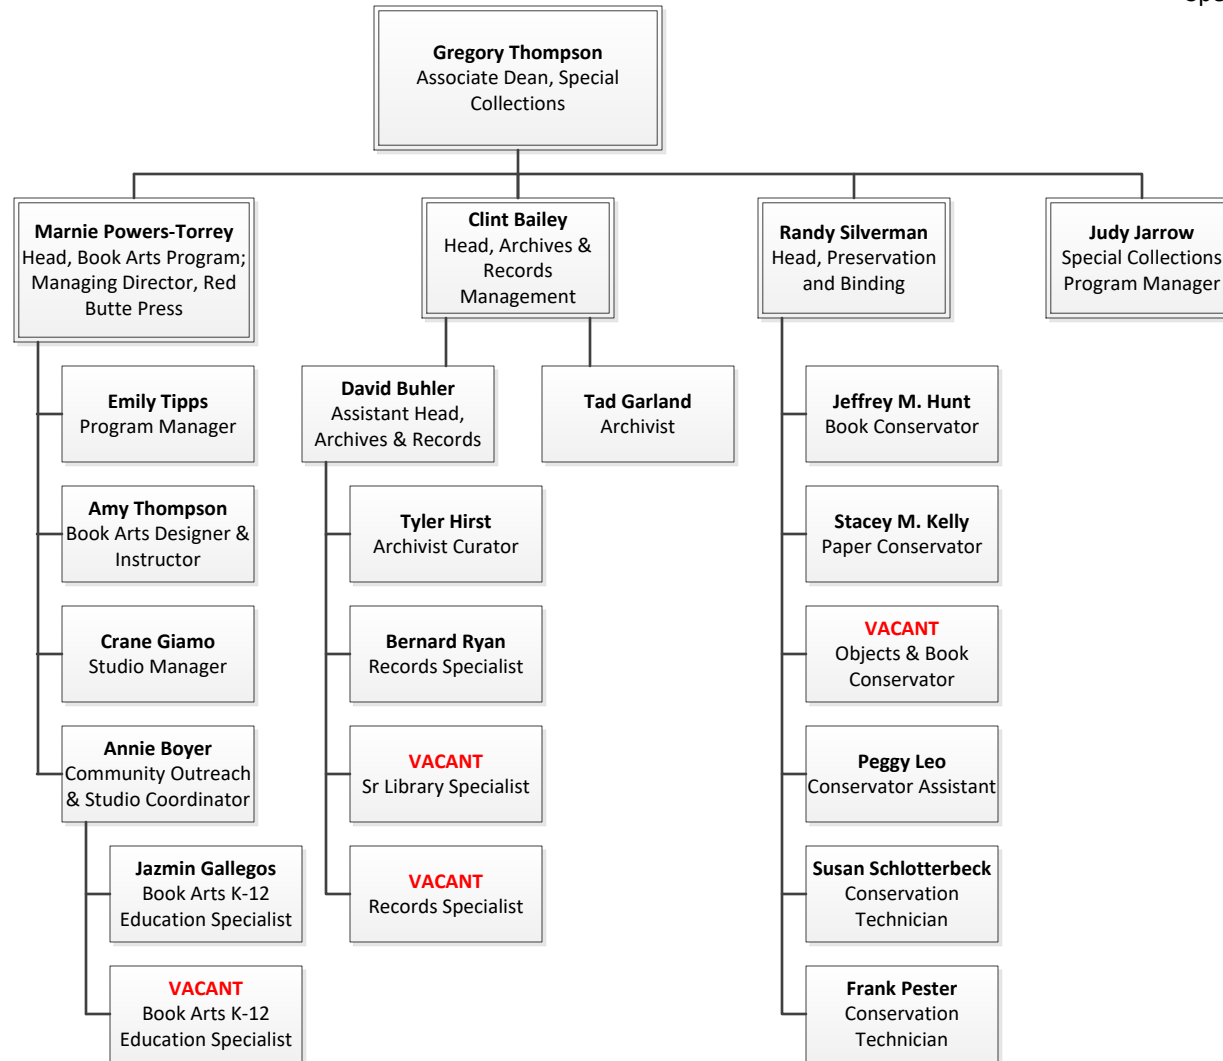 Gregory Thompson
Associate Dean, Special
Collections
Marnie Powers-Torrey
Head, Book Arts Program;
Managing Director, Red
Butte Press
Clint Bailey
Head, Archives &
Records
Management
Randy Silverman
Head, Preservation
and Binding
Judy Jarrow
Special Collections
Program Manager
Emily Tipps
Program Manager
Amy Thompson
Book Arts Designer &
Instructor
Crane Giamo
Studio Manager
Annie Boyer
Community Outreach
& Studio Coordinator
Jazmin Gallegos
Book Arts K-12
Education Specialist
VACANT
Book Arts K-12
Education Specialist
David Buhler
Assistant Head,
Archives & Records
Tad Garland
Archivist
Tyler Hirst
Archivist Curator
Bernard Ryan
Records Specialist
VACANT
Sr Library Specialist
VACANT
Records Specialist
Jeffrey M. Hunt
Book Conservator
Stacey M. Kelly
Paper Conservator
VACANT
Objects & Book
Conservator
Peggy Leo
Conservator Assistant
Susan Schlotterbeck
Conservation
Technician
Frank Pester
Conservation
Technician